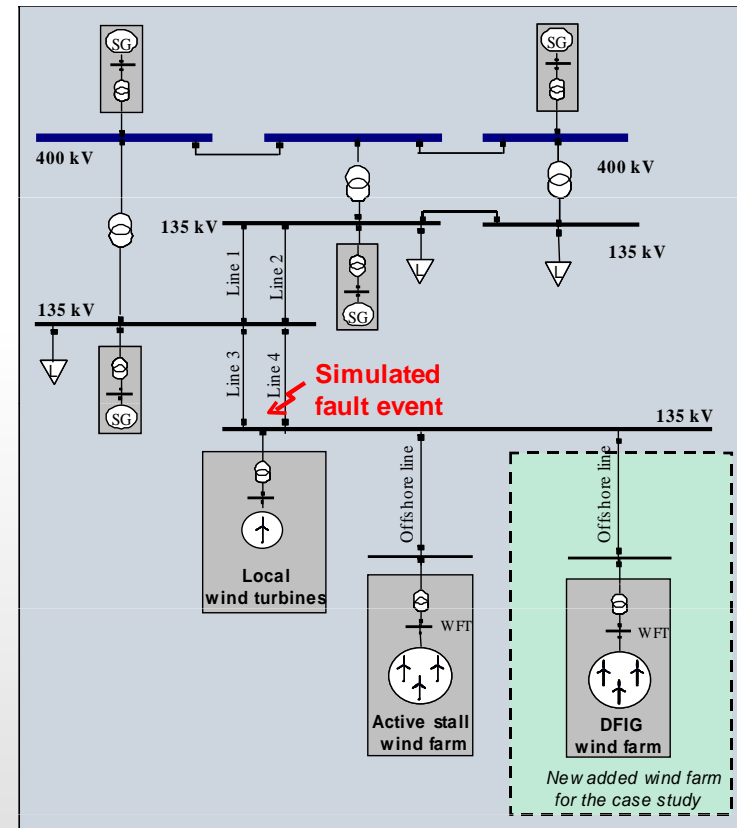 SG
SG
400 kV
400 kV
135 kV
135 kV
Line 1
Line 2
L
L
135 kV
SG
L
SG
Line 3
Line 4
Simulated
fault event
135 kV
Offshore line
Offshore line
Local
wind turbines
WFT
WFT
Active stall
wind farm
DFIG
wind farm
New added wind farm
for the case study